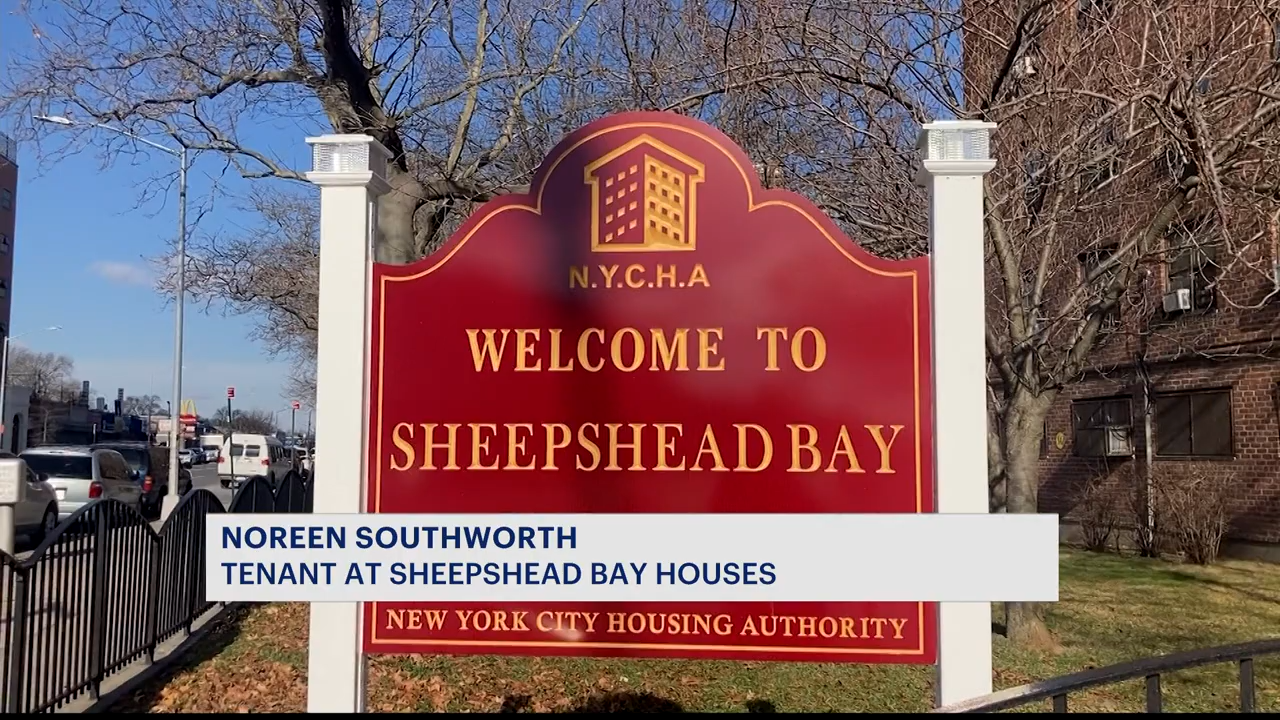 N.Y.C.H.A
WELCOME TO
SHEEPSHEAD BAY
NOREEN SOUTHWORTH
TENANT AT SHEEPSHEAD BAY HOUSES
NEW YORK CITY HOUSING AUTHORITY